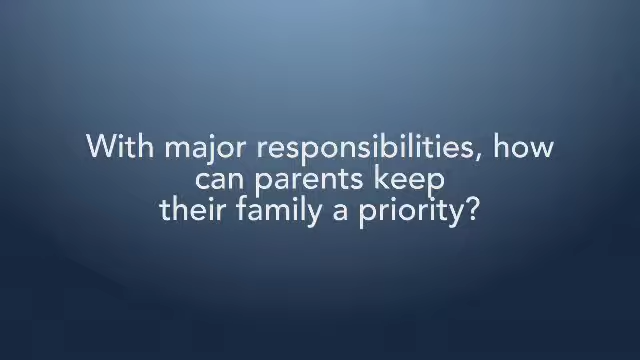 With major responsibilities, how
can parents keep
their family a priority?